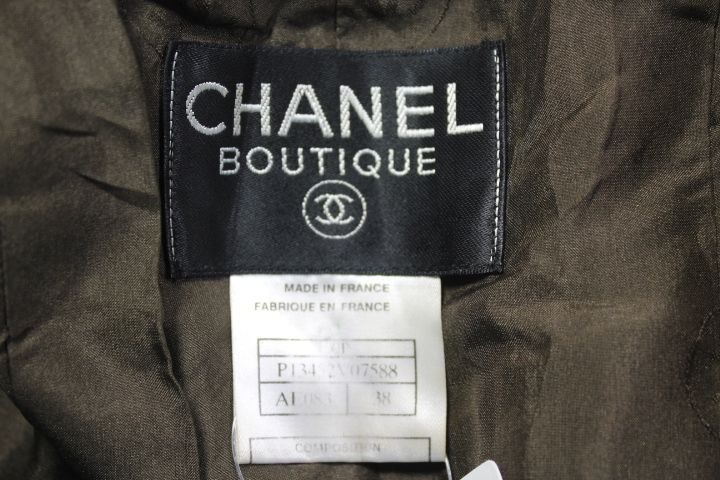 CHANEL
BOUTIQUE
MADE IN FRANCE
FABRIQUE EN FRANCE
38
COMPOSITION